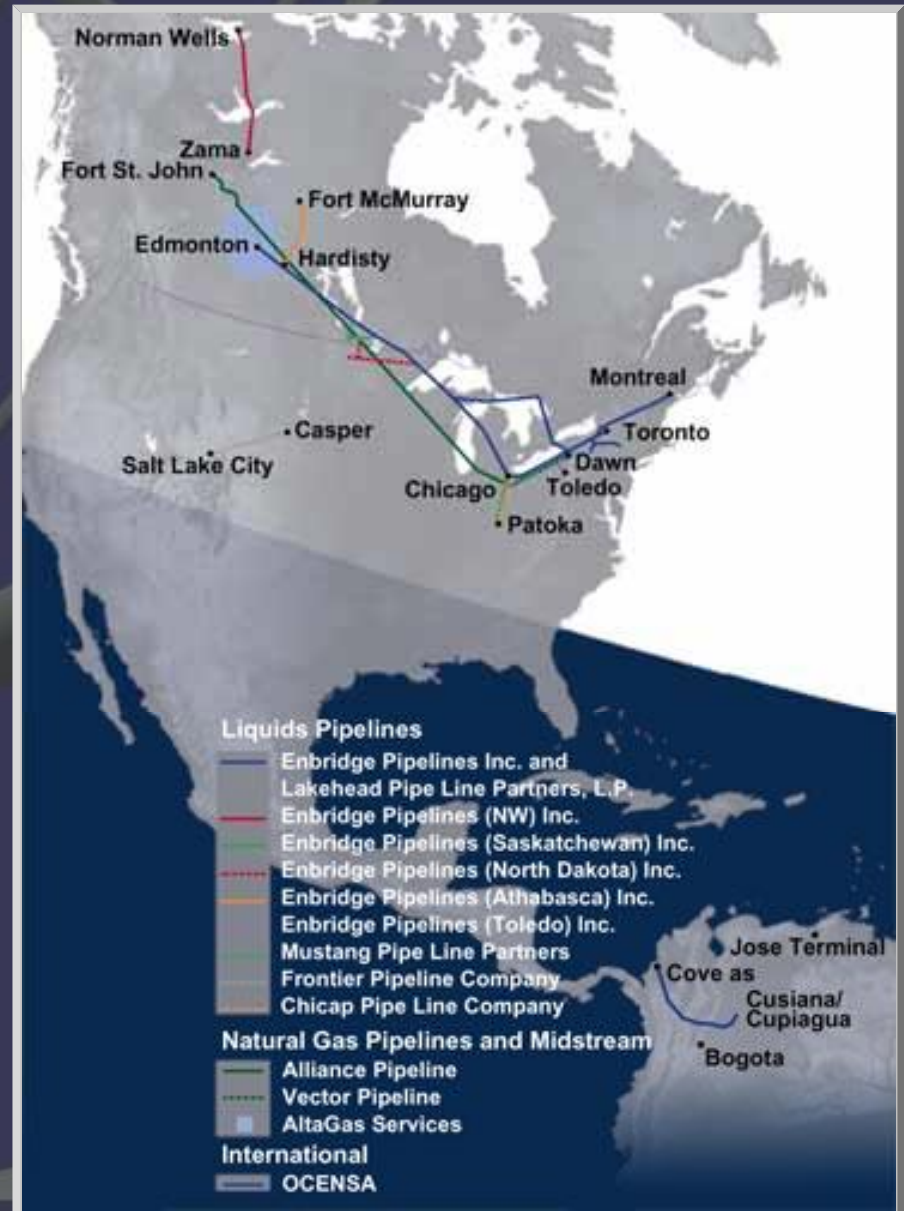 Norman Wells
Zama
Fort St. John
Fort McMurray
Edmonton
Hardisty
Montreal
Casper
Toronto
Salt Lake City
Dawn
Chicago
Toledo
Patoka
Liquids Pipelines
Enbridge Pipelines Inc. and
Lakehead Pipe Line Partners, L.P.
Enbridge Pipelines (NW) Inc.
Enbridge Pipelines (Saskatchewan) Inc.
Enbridge Pipelines (North Dakota) Inc.
Enbridge Pipelines (Athabasca) Inc.
Enbridge Pipelines (Toledo) Inc.
Mustang Pipe Line Partners
Frontier Pipeline Company
Chicap Pipe Line Company
Jose Terminal
Cove as
Cusiana/
Cupiagua
Bogota
Natural Gas Pipelines and Midstream
Alliance Pipeline
Vector Pipeline
AltaGas Services
International
OCENSA